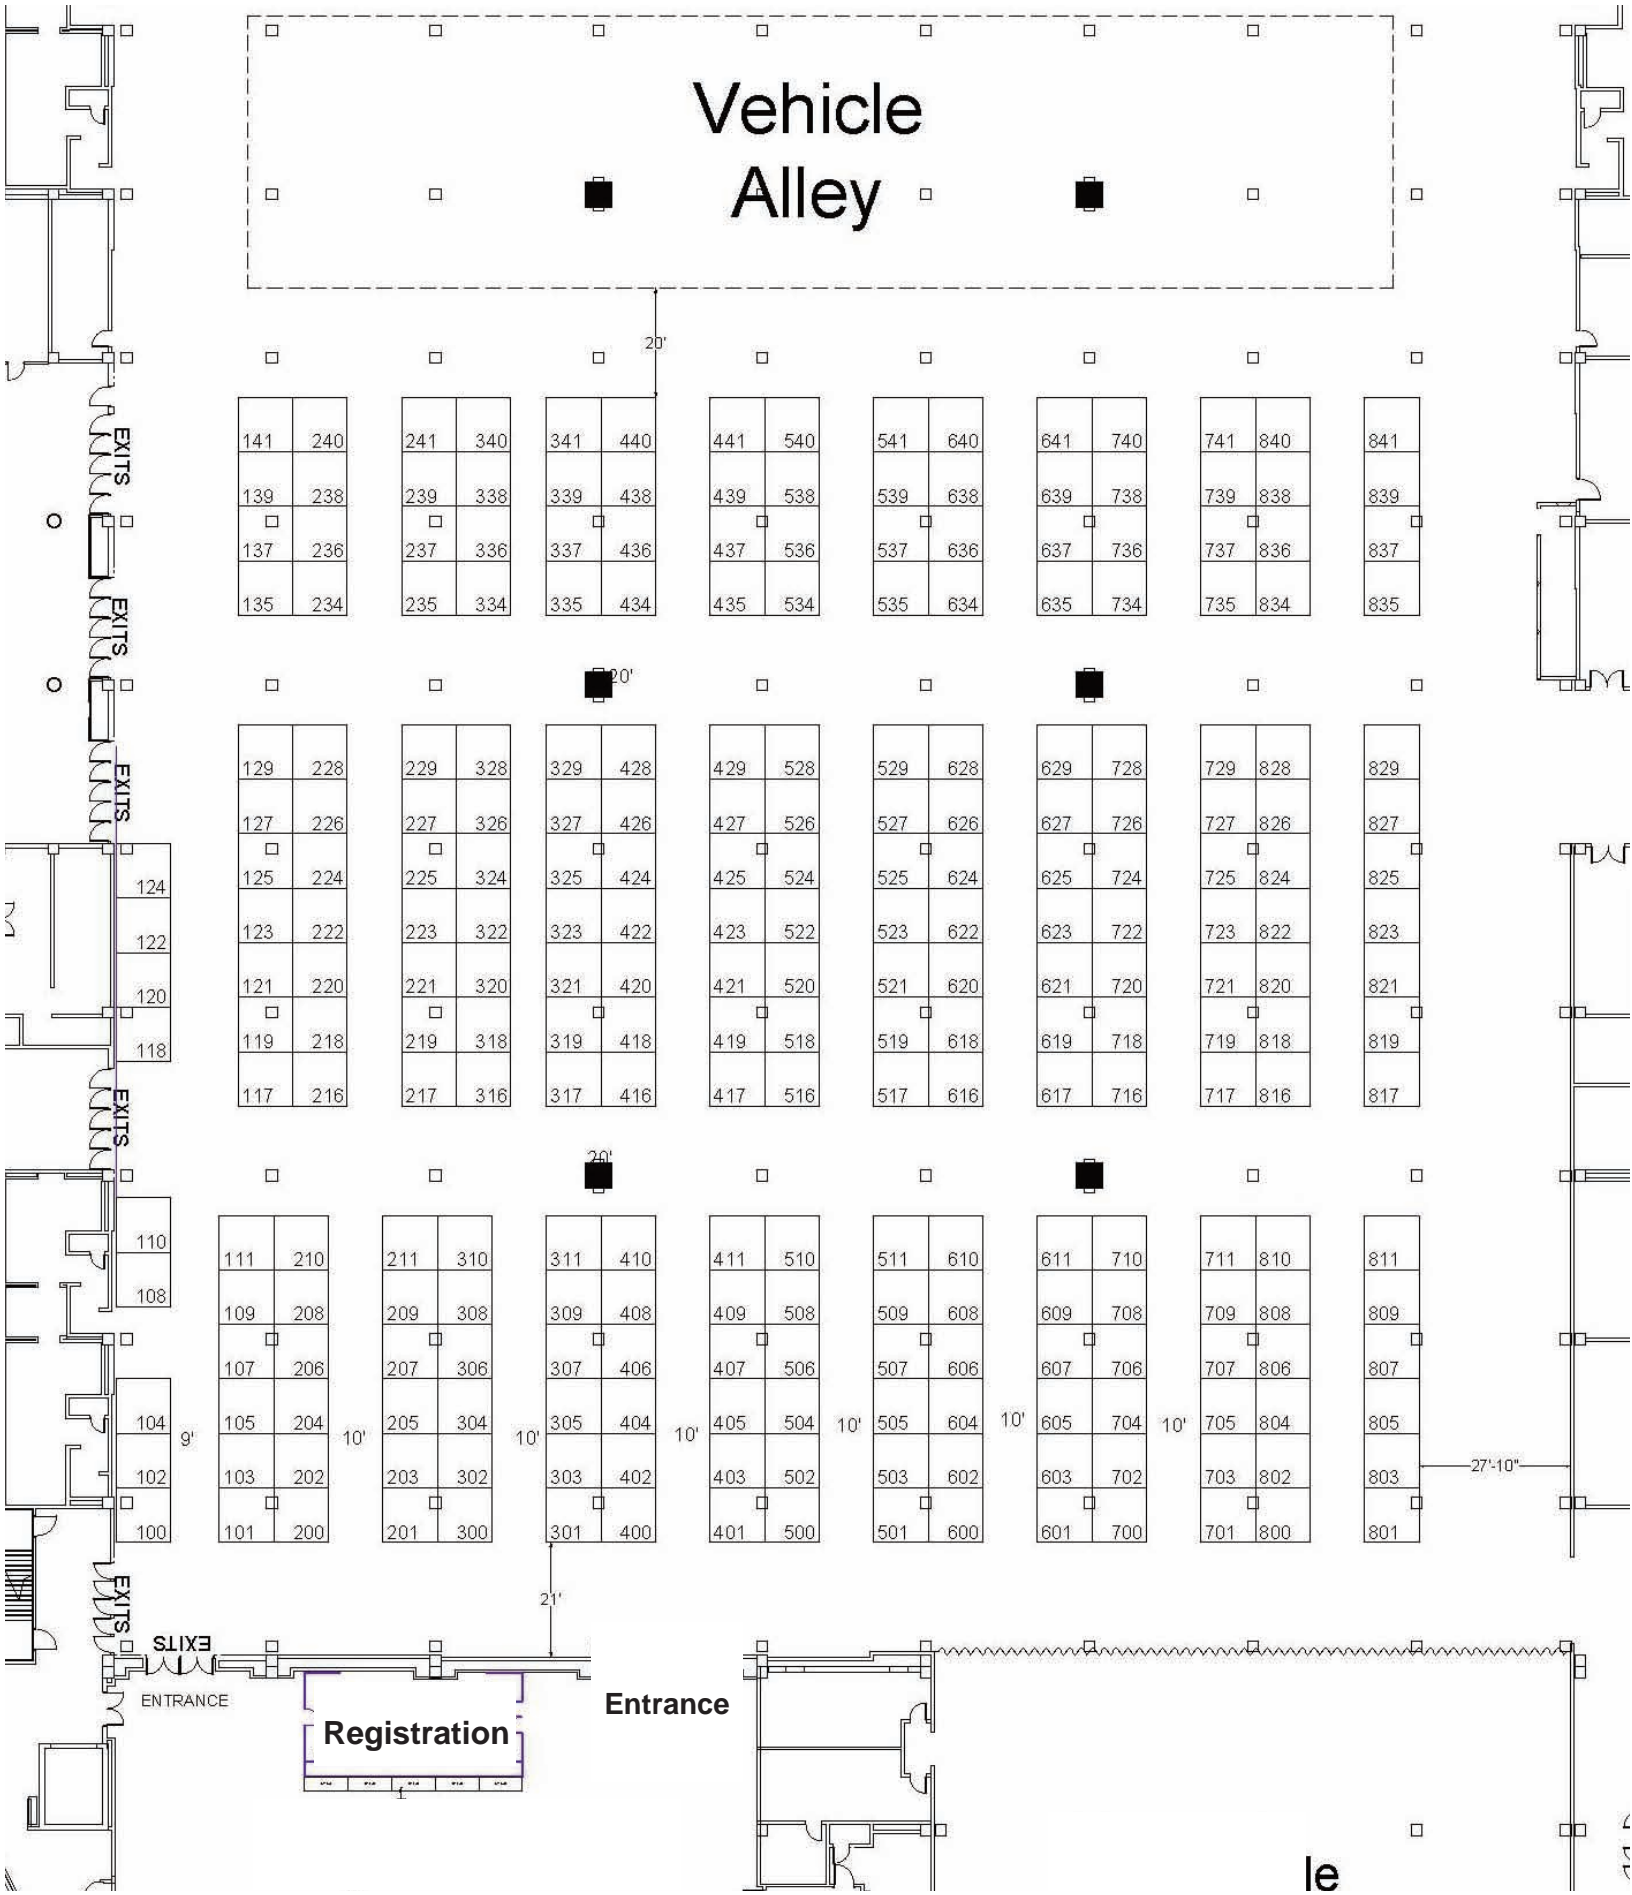 Vehicle
Alley
20'
141 240 241 340 341 440 441 540 541 640 641 740 741 840 841
EXITS
139 238 239 338 339 438 439 538 539 638 639 738 739 838 839
137 236 237 336 337 436 437 536 537 636 637 736 737 836 837
135 234 235 334 335 434 435 534 535 634 635 734 735 834 835
EXITS
20'
129 228 229 328 329 428 429 528 529 628 629 728 729 828 829
EXITS
127 226 227 326 327 426 427 526 527 626 627 726 727 826 827
124 125 224 225 324 325 424 425 524 525 624 625 724 725 824 825
122 123 222 223 322 323 422 423 522 523 622 623 722 723 822 823
120 121 220 221 320 321 420 421 520 521 620 621 720 721 820 821
118 119 218 219 318 319 418 419 518 519 618 619 718 719 818 819
117 216 217 316 317 416 417 516 517 616 617 716 717 816 817
EXITS
20'
110 111 210 211 310 311 410 411 510 511 610 611 710 711 810 811
108 109 208 209 308 309 408 409 508 509 608 609 708 709 808 809
107 206 207 306 307 406 407 506 507 606 607 706 707 806 807
104 105 204 205 304 305 404 405 504 505 604 605 704 705 804 805
9' 10' 10' 10' 10' 10' 10'
102 103 202 203 302 303 402 403 502 503 602 603 702 703 802 803
27'-10"
100 101 200 201 300 301 400 401 500 501 600 601 700 701 800 801
EXITS
21'
EXITS
ENTRANCE
Entrance
Registration
le